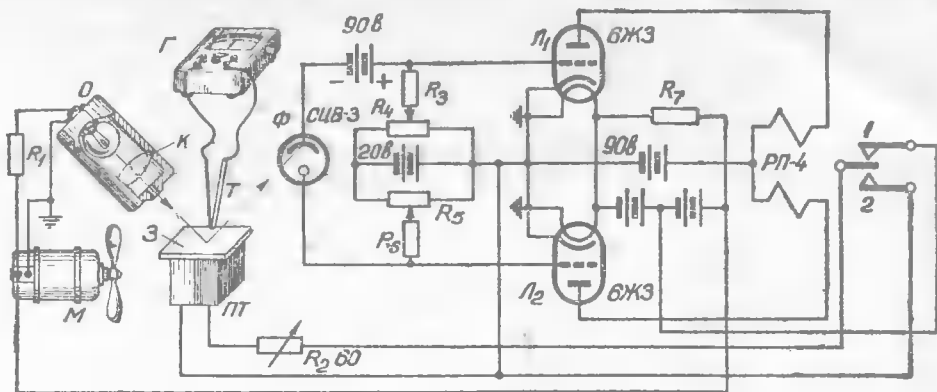 90в
Г
Л₁
6Ж3
О
К
R₁
Ф
СЦВ-3
− +
R₃
R₄
20в
R₅
R₆
Т
З
ПТ
М
R₂ 60
R₇
90в
РП-4
1
2
Л₂
6Ж3